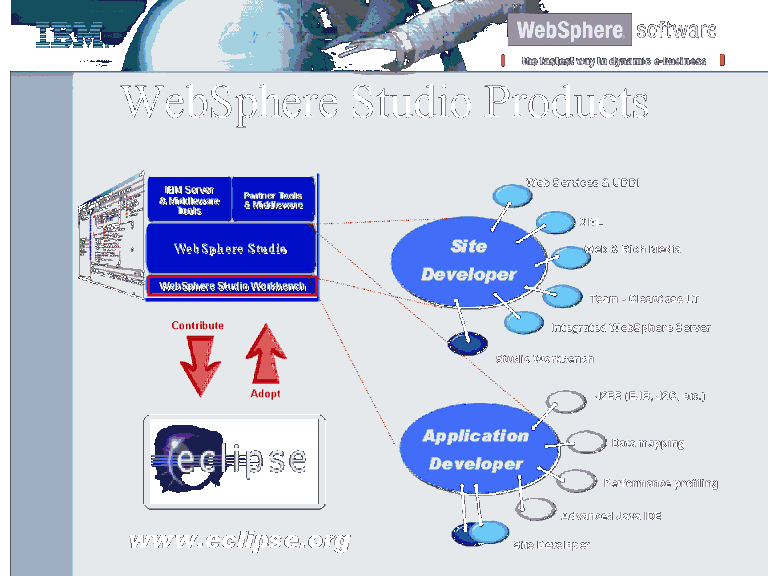 IBM
WebSphere software
the fastest way to dynamic e-business
WebSphere Studio Products
IBM Server
& Middleware
Tools
Partner Tools
& Middleware
WebSphere Studio
WebSphere Studio Workbench
Contribute
Adopt
eclipse
www.eclipse.org
Site
Developer
Web Services & UDDI
XML
Web & Rich Media
Team - Clearcase LT
Integrated WebSphere Server
Studio Workbench
Application
Developer
J2EE (EJB, J2C, etc.)
Data mapping
Performance profiling
Advanced Java IDE
Site Developer